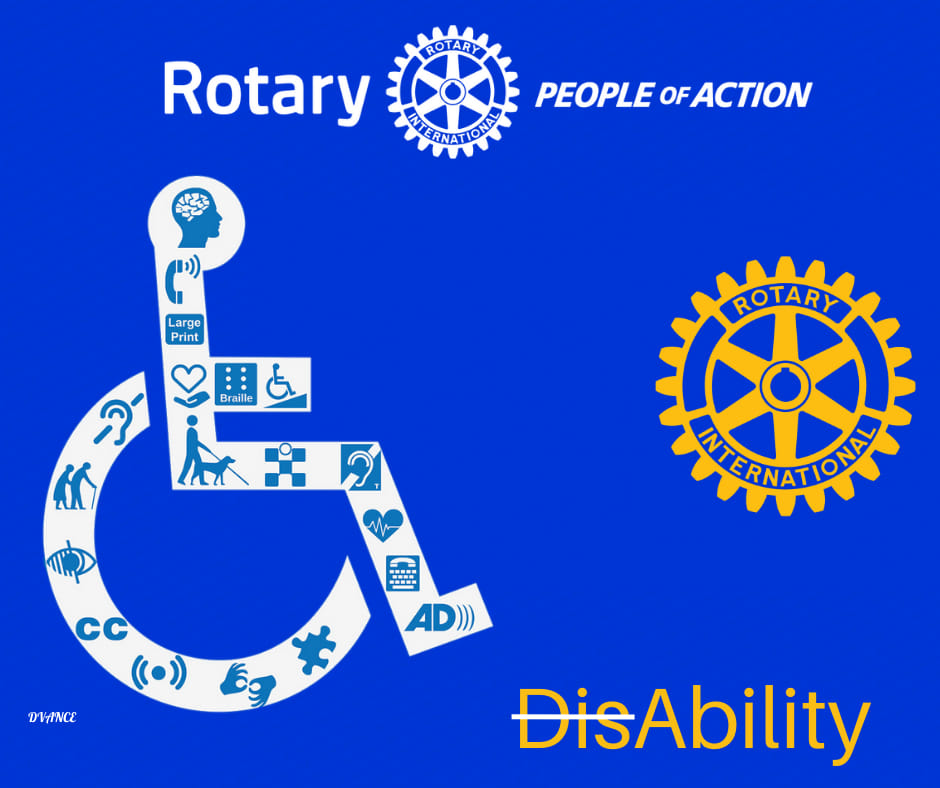 Rotary
ROTARY
INTERNATIONAL
PEOPLE OF ACTION
Large
Print
Braille
T
CC
AD
ROTARY
INTERNATIONAL
DisAbility
DVANCE